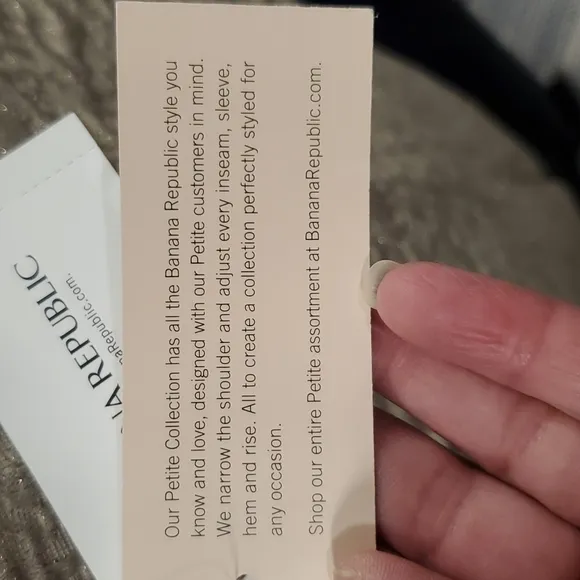 Our Petite Collection has all the Banana Republic style you
know and love, designed with our Petite customers in mind.
We narrow the shoulder and adjust every inseam, sleeve,
hem and rise. All to create a collection perfectly styled for
any occasion.
Shop our entire Petite assortment at BananaRepublic.com.
REPUBLIC